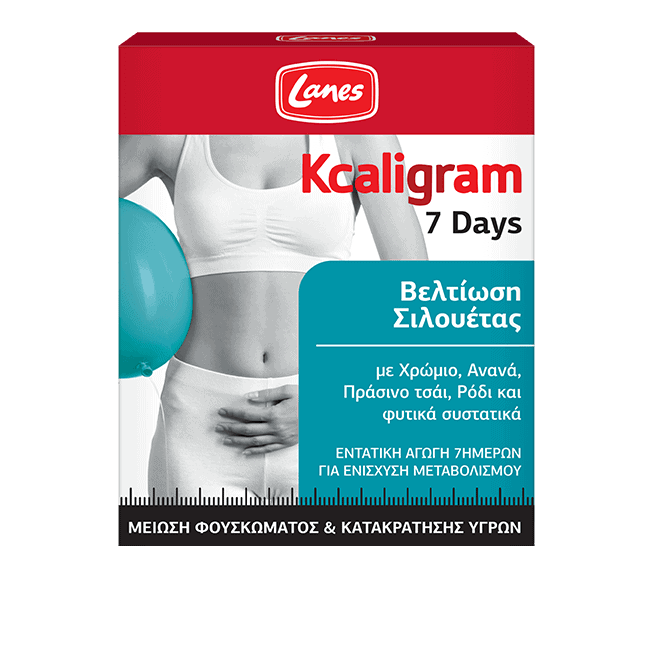 Lanes
Kcaligram
7 Days
Βελτίωση
Σιλουέτας
με Χρώμιο, Ανανά,
Πράσινο τσάι, Ρόδι και
φυτικά συστατικά
ΕΝΤΑΤΙΚΗ ΑΓΩΓΗ 7ΗΜΕΡΩΝ
ΓΙΑ ΕΝΙΣΧΥΣΗ ΜΕΤΑΒΟΛΙΣΜΟΥ
ΜΕΙΩΣΗ ΦΟΥΣΚΩΜΑΤΟΣ & ΚΑΤΑΚΡΑΤΗΣΗΣ ΥΓΡΩΝ